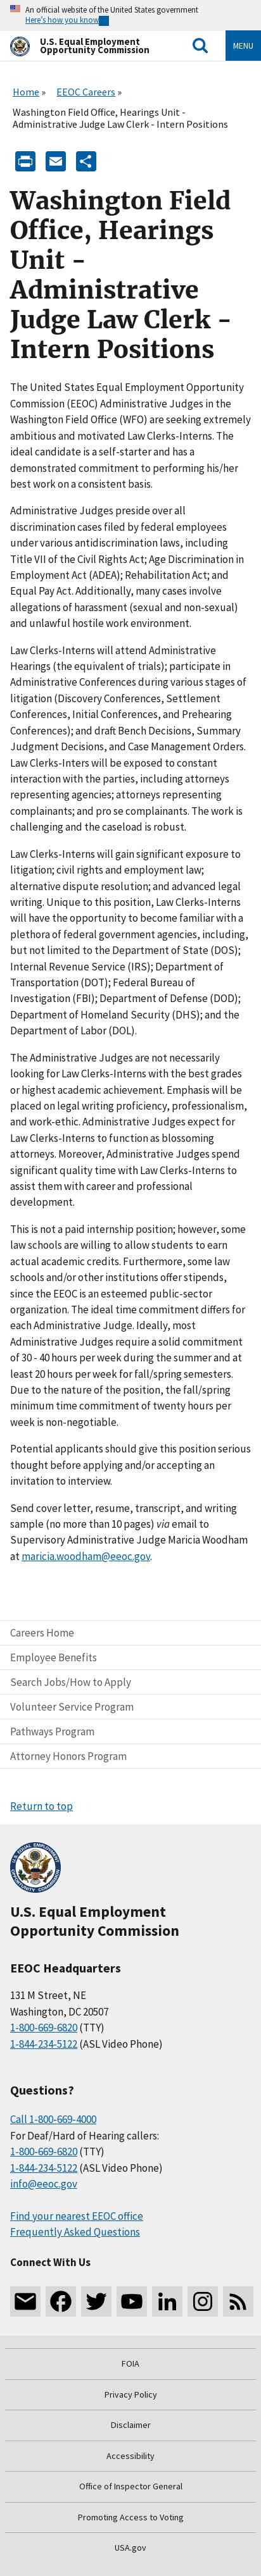 An official website of the United States government
Here's how you know
U.S. Equal Employment
Opportunity Commission
MENU
Home »
EEOC Careers »
Washington Field Office, Hearings Unit -
Administrative Judge Law Clerk - Intern Positions
Washington Field
Office, Hearings
Unit -
Administrative
Judge Law Clerk -
Intern Positions
The United States Equal Employment Opportunity
Commission (EEOC) Administrative Judges in the
Washington Field Office (WFO) are seeking extremely
ambitious and motivated Law Clerks-Interns. The
ideal candidate is a self-starter and has a
demonstrated commitment to performing his/her
best work on a consistent basis.
Administrative Judges preside over all
discrimination cases filed by federal employees
under various antidiscrimination laws, including
Title VII of the Civil Rights Act; Age Discrimination in
Employment Act (ADEA); Rehabilitation Act; and
Equal Pay Act. Additionally, many cases involve
allegations of harassment (sexual and non-sexual)
and unlawful hostile work environment.
Law Clerks-Interns will attend Administrative
Hearings (the equivalent of trials); participate in
Administrative Conferences during various stages of
litigation (Discovery Conferences, Settlement
Conferences, Initial Conferences, and Prehearing
Conferences); and draft Bench Decisions, Summary
Judgment Decisions, and Case Management Orders.
Law Clerk-Inters will be exposed to constant
interaction with the parties, including attorneys
representing agencies; attorneys representing
complainants; and pro se complainants. The work is
challenging and the caseload is robust.
Law Clerks-Interns will gain significant exposure to
litigation; civil rights and employment law;
alternative dispute resolution; and advanced legal
writing. Unique to this position, Law Clerks-Interns
will have the opportunity to become familiar with a
plethora of federal government agencies, including,
but not limited to the Department of State (DOS);
Internal Revenue Service (IRS); Department of
Transportation (DOT); Federal Bureau of
Investigation (FBI); Department of Defense (DOD);
Department of Homeland Security (DHS); and the
Department of Labor (DOL).
The Administrative Judges are not necessarily
looking for Law Clerks-Interns with the best grades
or highest academic achievement. Emphasis will be
placed on legal writing proficiency, professionalism,
and work-ethic. Administrative Judges expect for
Law Clerks-Interns to function as blossoming
attorneys. Moreover, Administrative Judges spend
significant quality time with Law Clerk-Interns to
assist them with career and professional
development.
This is not a paid internship position; however, some
law schools are willing to allow students to earn
actual academic credits. Furthermore, some law
schools and/or other institutions offer stipends,
since the EEOC is an esteemed public-sector
organization. The ideal time commitment differs for
each Administrative Judge. Ideally, most
Administrative Judges require a solid commitment
of 30 - 40 hours per week during the summer and at
least 20 hours per week for fall/spring semesters.
Due to the nature of the position, the fall/spring
minimum time commitment of twenty hours per
week is non-negotiable.
Potential applicants should give this position serious
thought before applying and/or accepting an
invitation to interview.
Send cover letter, resume, transcript, and writing
sample (no more than 10 pages) via email to
Supervisory Administrative Judge Maricia Woodham
at maricia.woodham@eeoc.gov.
Careers Home
Employee Benefits
Search Jobs/How to Apply
Volunteer Service Program
Pathways Program
Attorney Honors Program
Return to top
U.S. Equal Employment
Opportunity Commission
EEOC Headquarters
131 M Street, NE
Washington, DC 20507
1-800-669-6820 (TTY)
1-844-234-5122 (ASL Video Phone)
Questions?
Call 1-800-669-4000
For Deaf/Hard of Hearing callers:
1-800-669-6820 (TTY)
1-844-234-5122 (ASL Video Phone)
info@eeoc.gov
Find your nearest EEOC office
Frequently Asked Questions
Connect With Us
FOIA
Privacy Policy
Disclaimer
Accessibility
Office of Inspector General
Promoting Access to Voting
USA.gov